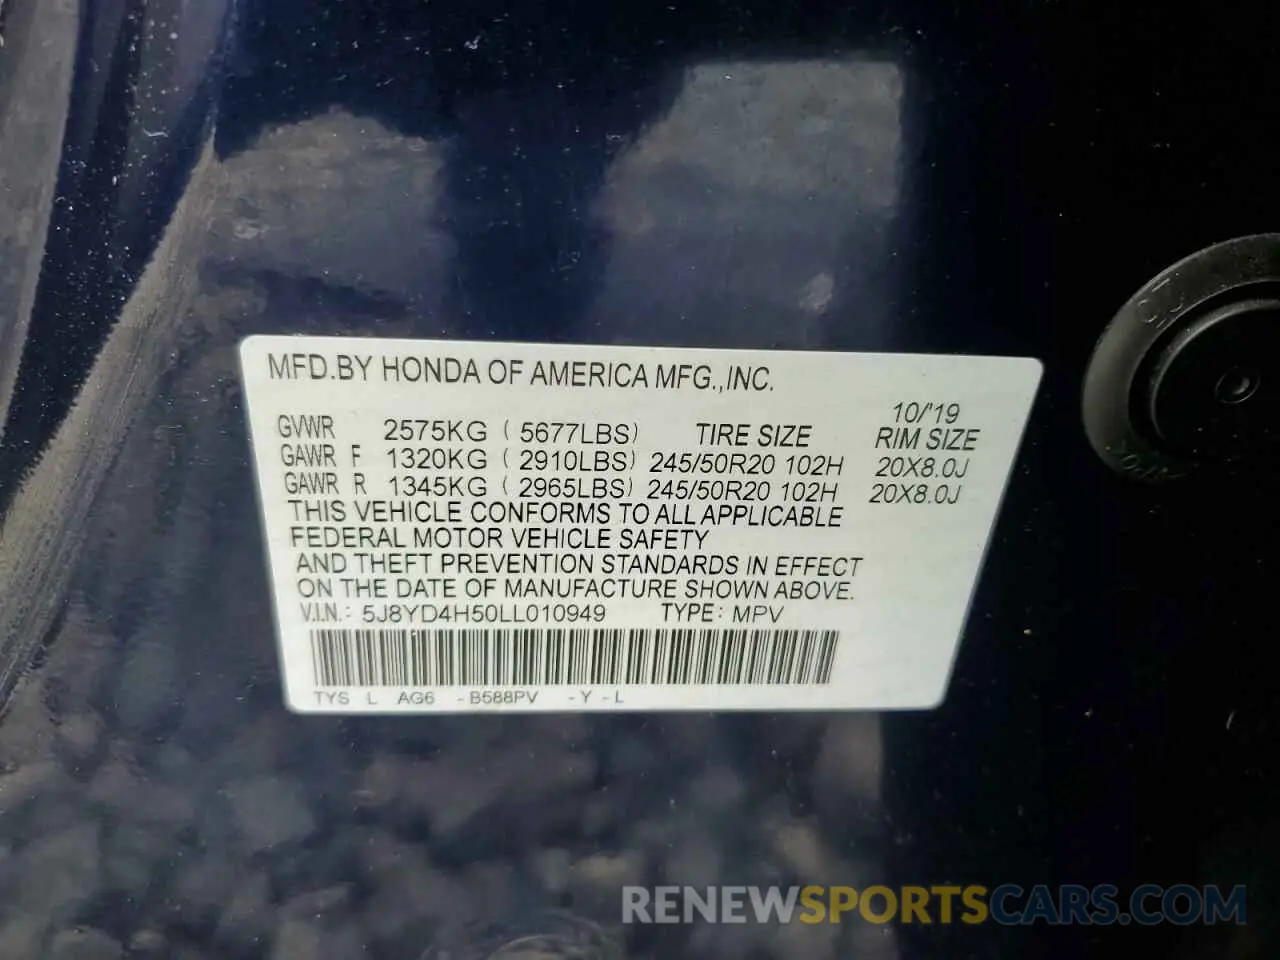 MFD.BY HONDA OF AMERICA MFG.,INC.
10/'19
GVWR 2575KG ( 5677LBS) TIRE SIZE RIM SIZE
GAWR F 1320KG ( 2910LBS) 245/50R20 102H 20X8.0J
GAWR R 1345KG ( 2965LBS) 245/50R20 102H 20X8.0J
THIS VEHICLE CONFORMS TO ALL APPLICABLE
FEDERAL MOTOR VEHICLE SAFETY
AND THEFT PREVENTION STANDARDS IN EFFECT
ON THE DATE OF MANUFACTURE SHOWN ABOVE.
V.I.N.: 5J8YD4H50LL010949 TYPE: MPV
TYS L AG6 -B588PV -Y-L
RENEWSPORTSCARS.COM